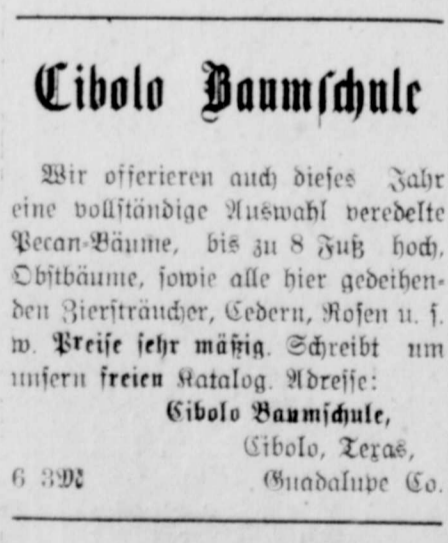 Cibolo Baumschule
Wir offerieren auch dieses Jahr
eine vollständige Auswahl veredelte
Pecan-Bäume, bis zu 8 Fuß hoch,
Obstbäume, sowie alle hier gedeihen-
den Ziersträucher, Cedern, Rosen u. s.
w. Preise sehr mäßig. Schreibt um
unsern freien Katalog. Adresse:
Cibolo Baumschule,
Cibolo, Texas,
6 3M Guadalupe Co.